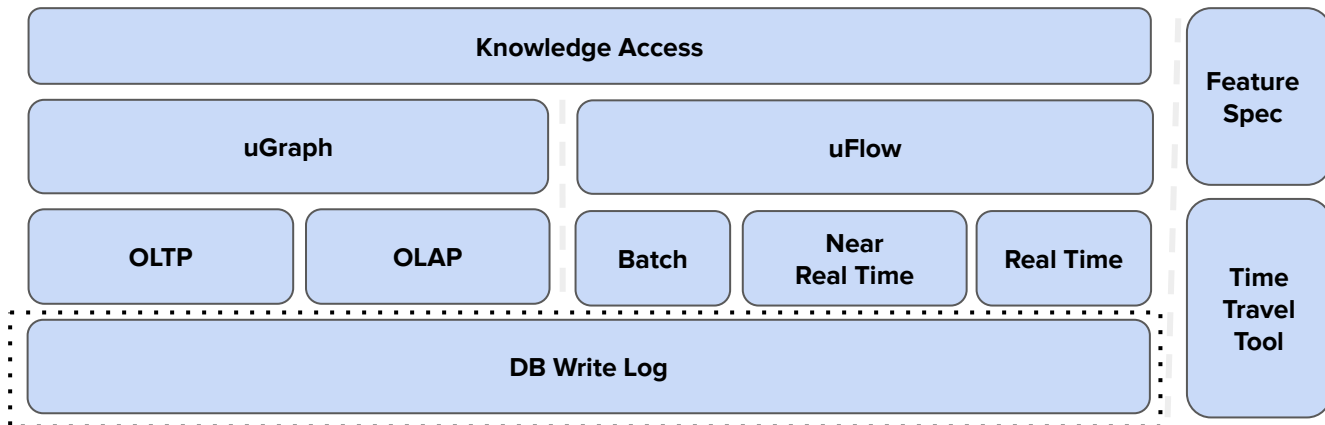 Knowledge Access
Feature
Spec
uGraph
uFlow
OLTP
OLAP
Batch
Near
Real Time
Real Time
Time
Travel
Tool
DB Write Log